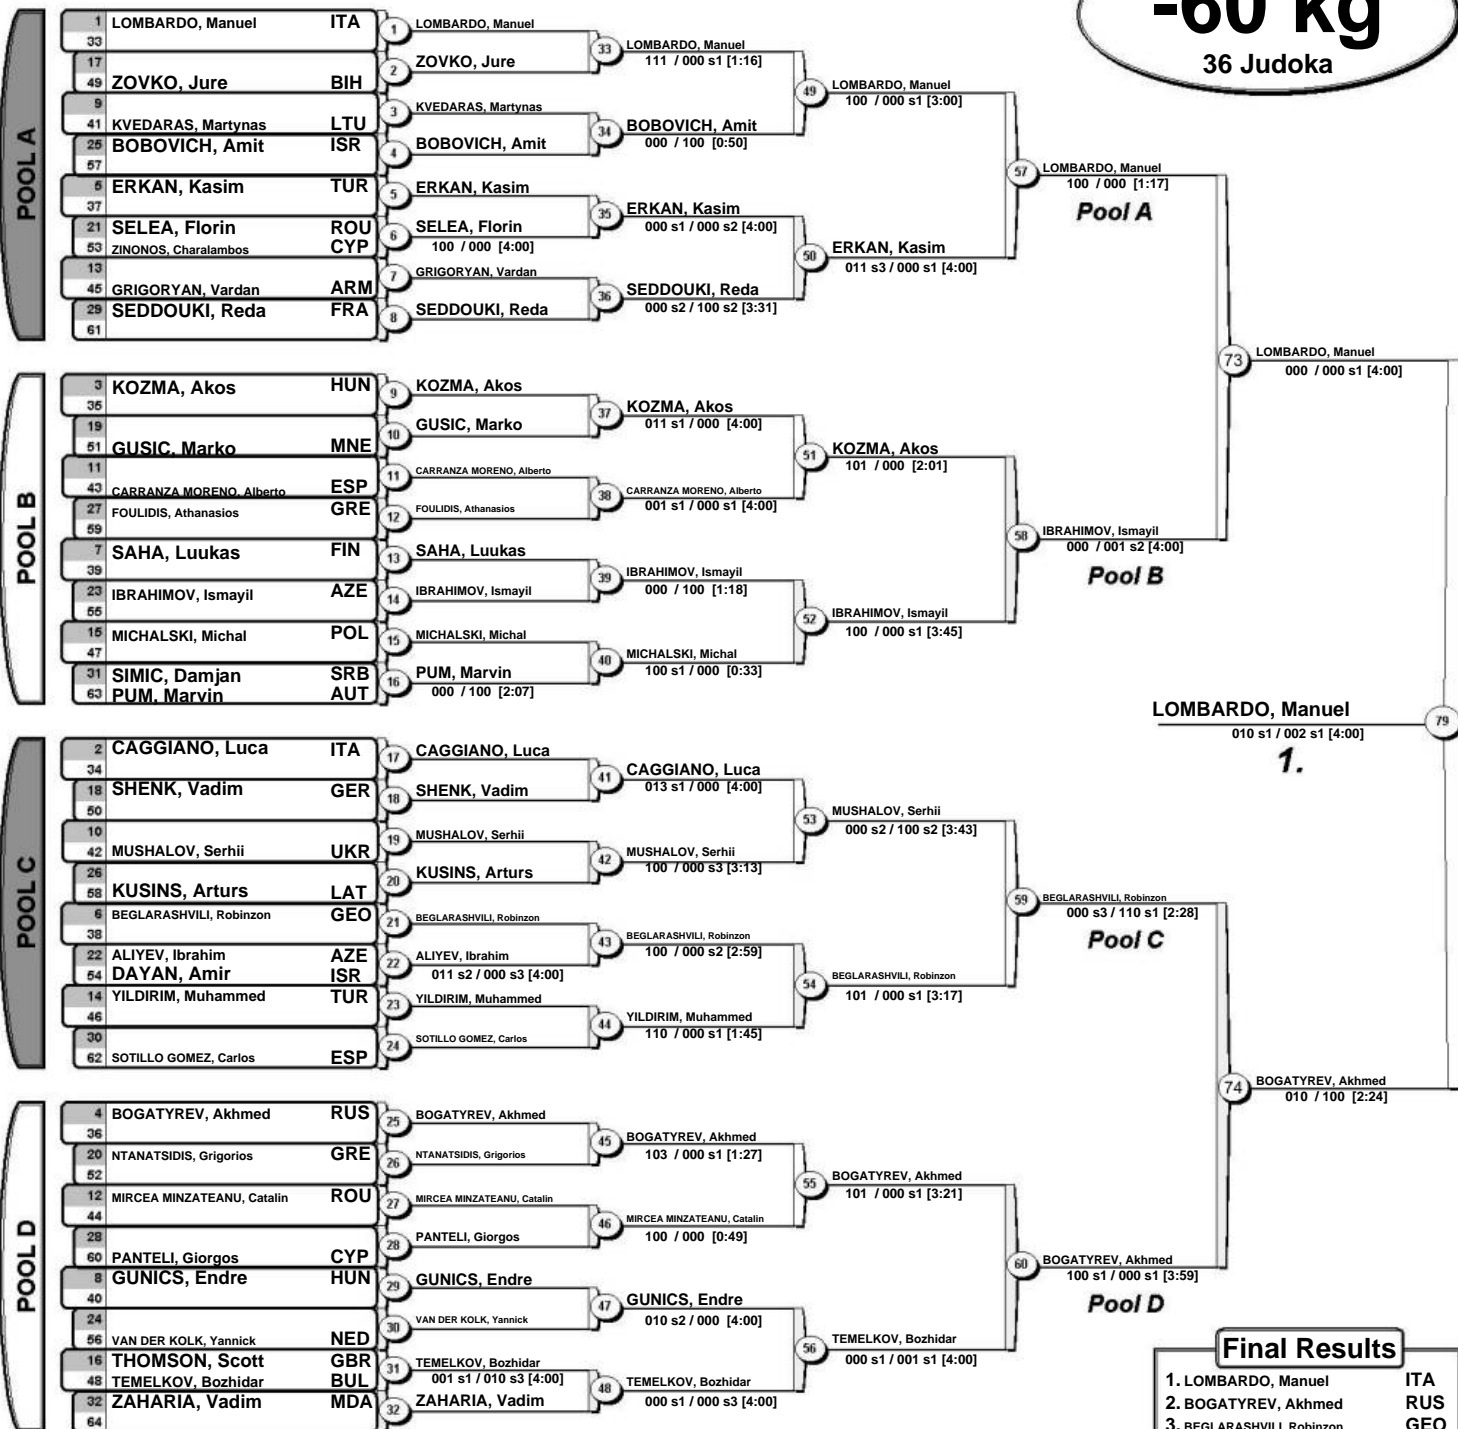 -60 kg
36 Judoka
POOL A
1 LOMBARDO, Manuel ITA
33
17
49 ZOVKO, Jure BIH
9
41 KVEDARAS, Martynas LTU
25 BOBOVICH, Amit ISR
57
5 ERKAN, Kasim TUR
37
21 SELEA, Florin ROU
53 ZINONOS, Charalambos CYP
13
45 GRIGORYAN, Vardan ARM
29 SEDDOUKI, Reda FRA
61
1 LOMBARDO, Manuel
2 ZOVKO, Jure
3 KVEDARAS, Martynas
4 BOBOVICH, Amit
5 ERKAN, Kasim
6 SELEA, Florin
100 / 000 [4:00]
7 GRIGORYAN, Vardan
8 SEDDOUKI, Reda
33 LOMBARDO, Manuel
111 / 000 s1 [1:16]
34 BOBOVICH, Amit
000 / 100 [0:50]
35 ERKAN, Kasim
000 s1 / 000 s2 [4:00]
36 SEDDOUKI, Reda
000 s2 / 100 s2 [3:31]
49 LOMBARDO, Manuel
100 / 000 s1 [3:00]
50 ERKAN, Kasim
011 s3 / 000 s1 [4:00]
57 LOMBARDO, Manuel
100 / 000 [1:17]
Pool A
POOL B
3 KOZMA, Akos HUN
35
19
51 GUSIC, Marko MNE
11
43 CARRANZA MORENO, Alberto ESP
27 FOULIDIS, Athanasios GRE
59
7 SAHA, Luukas FIN
39
23 IBRAHIMOV, Ismayil AZE
55
15 MICHALSKI, Michal POL
47
31 SIMIC, Damjan SRB
63 PUM, Marvin AUT
9 KOZMA, Akos
10 GUSIC, Marko
11 CARRANZA MORENO, Alberto
12 FOULIDIS, Athanasios
13 SAHA, Luukas
14 IBRAHIMOV, Ismayil
15 MICHALSKI, Michal
16 PUM, Marvin
000 / 100 [2:07]
37 KOZMA, Akos
011 s1 / 000 [4:00]
38 CARRANZA MORENO, Alberto
001 s1 / 000 s1 [4:00]
39 IBRAHIMOV, Ismayil
000 / 100 [1:18]
40 MICHALSKI, Michal
100 s1 / 000 [0:33]
51 KOZMA, Akos
101 / 000 [2:01]
52 IBRAHIMOV, Ismayil
100 / 000 s1 [3:45]
58 IBRAHIMOV, Ismayil
000 / 001 s2 [4:00]
Pool B
73 LOMBARDO, Manuel
000 / 000 s1 [4:00]
LOMBARDO, Manuel 79
010 s1 / 002 s1 [4:00]
1.
POOL C
2 CAGGIANO, Luca ITA
34
18 SHENK, Vadim GER
50
10
42 MUSHALOV, Serhii UKR
26
58 KUSINS, Arturs LAT
6 BEGLARASHVILI, Robinzon GEO
38
22 ALIYEV, Ibrahim AZE
54 DAYAN, Amir ISR
14 YILDIRIM, Muhammed TUR
46
30
62 SOTILLO GOMEZ, Carlos ESP
17 CAGGIANO, Luca
18 SHENK, Vadim
19 MUSHALOV, Serhii
20 KUSINS, Arturs
21 BEGLARASHVILI, Robinzon
22 ALIYEV, Ibrahim
011 s2 / 000 s3 [4:00]
23 YILDIRIM, Muhammed
24 SOTILLO GOMEZ, Carlos
41 CAGGIANO, Luca
013 s1 / 000 [4:00]
42 MUSHALOV, Serhii
100 / 000 s3 [3:13]
43 BEGLARASHVILI, Robinzon
100 / 000 s2 [2:59]
44 YILDIRIM, Muhammed
110 / 000 s1 [1:45]
53 MUSHALOV, Serhii
000 s2 / 100 s2 [3:43]
54 BEGLARASHVILI, Robinzon
101 / 000 s1 [3:17]
59 BEGLARASHVILI, Robinzon
000 s3 / 110 s1 [2:28]
Pool C
POOL D
4 BOGATYREV, Akhmed RUS
36
20 NTANATSIDIS, Grigorios GRE
52
12 MIRCEA MINZATEANU, Catalin ROU
44
28
60 PANTELI, Giorgos CYP
8 GUNICS, Endre HUN
40
24
56 VAN DER KOLK, Yannick NED
16 THOMSON, Scott GBR
48 TEMELKOV, Bozhidar BUL
32 ZAHARIA, Vadim MDA
64
25 BOGATYREV, Akhmed
26 NTANATSIDIS, Grigorios
27 MIRCEA MINZATEANU, Catalin
28 PANTELI, Giorgos
29 GUNICS, Endre
30 VAN DER KOLK, Yannick
31 TEMELKOV, Bozhidar
001 s1 / 010 s3 [4:00]
32 ZAHARIA, Vadim
45 BOGATYREV, Akhmed
103 / 000 s1 [1:27]
46 MIRCEA MINZATEANU, Catalin
100 / 000 [0:49]
47 GUNICS, Endre
010 s2 / 000 [4:00]
48 TEMELKOV, Bozhidar
000 s1 / 000 s3 [4:00]
55 BOGATYREV, Akhmed
101 / 000 s1 [3:21]
56 TEMELKOV, Bozhidar
000 s1 / 001 s1 [4:00]
60 BOGATYREV, Akhmed
100 s1 / 000 s1 [3:59]
Pool D
74 BOGATYREV, Akhmed
010 / 100 [2:24]
Final Results
1. LOMBARDO, Manuel ITA
2. BOGATYREV, Akhmed RUS
3. BEGLARASHVILI, Robinzon GEO